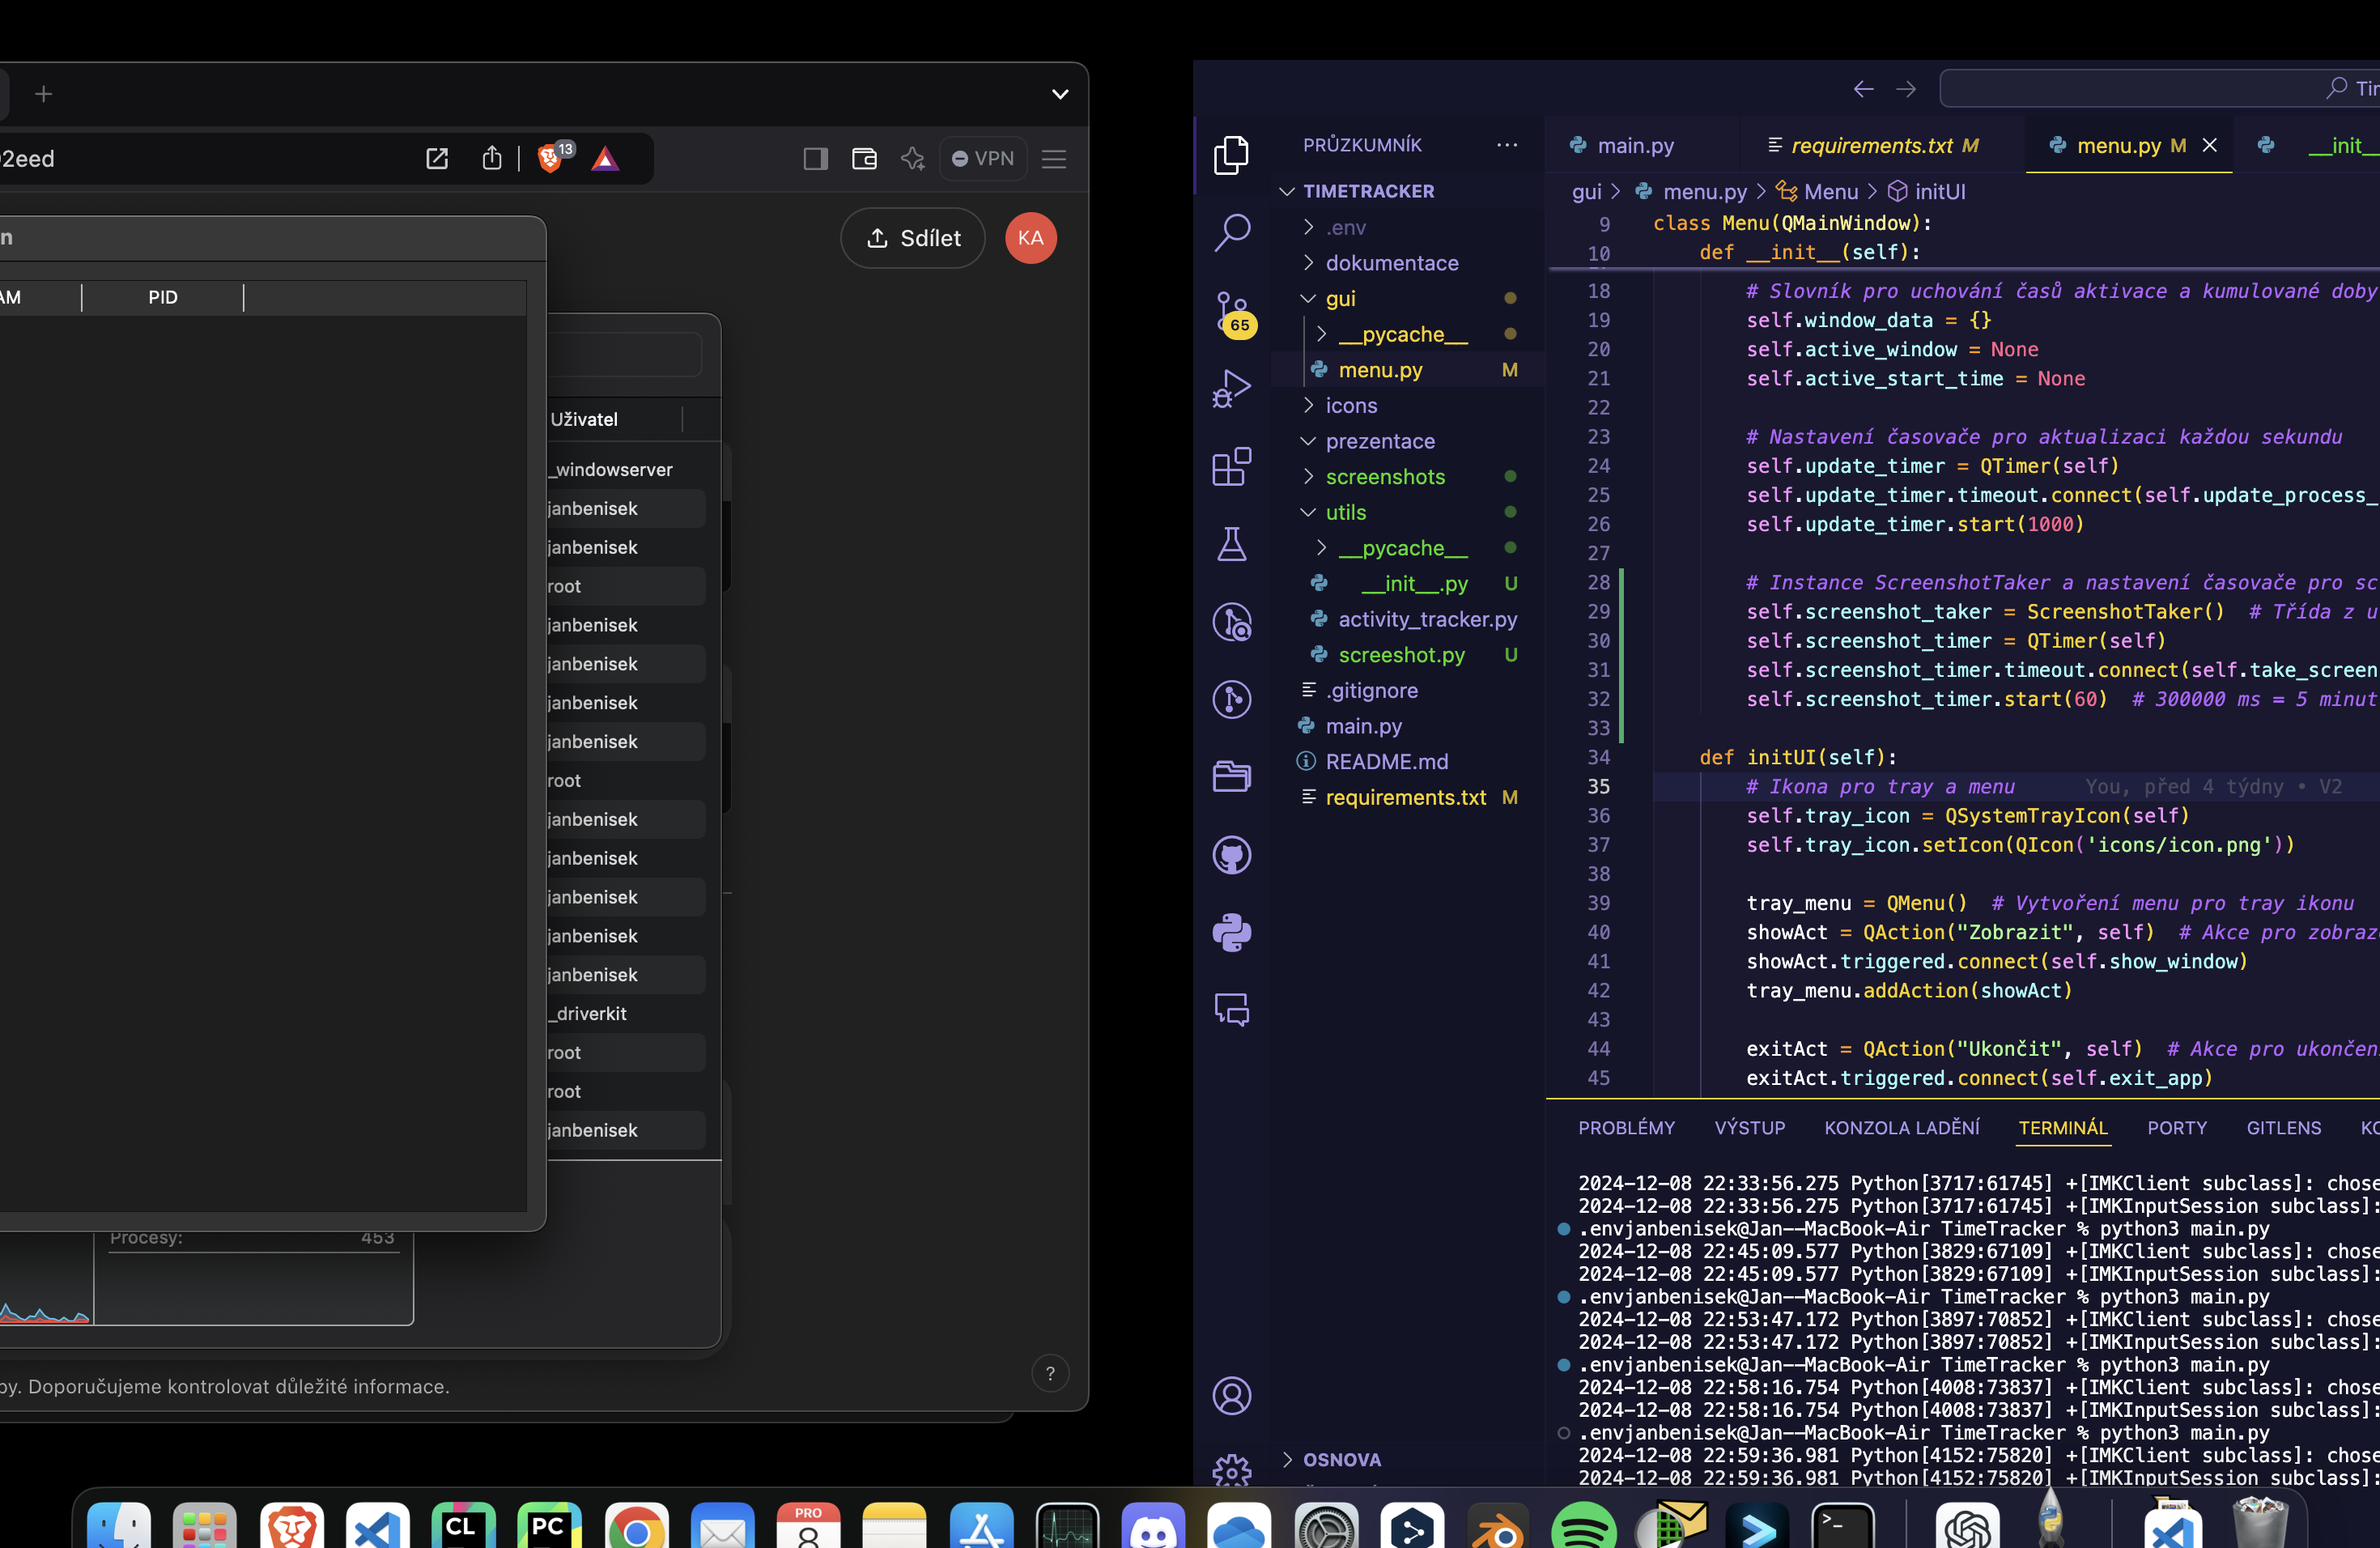 02eed
13
VPN
Sdílet
KA
PID
Uživatel
_windowserver
janbenisek
janbenisek
root
janbenisek
janbenisek
janbenisek
janbenisek
root
janbenisek
janbenisek
janbenisek
janbenisek
janbenisek
_driverkit
root
root
janbenisek
Procesy: 453
Doporučujeme kontrolovat důležité informace.
?
PRŮZKUMNÍK
TIMETRACKER
.env
dokumentace
gui
__pycache__
menu.py M
icons
prezentace
screenshots
utils
__pycache__
__init__.py U
activity_tracker.py
screeshot.py U
.gitignore
main.py
README.md
requirements.txt M
OSNOVA
65
main.py requirements.txt M menu.py M __init__
gui > menu.py > Menu > initUI
9 class Menu(QMainWindow):
10 def __init__(self):
18 # Slovník pro uchování časů aktivace a kumulované doby
19 self.window_data = {}
20 self.active_window = None
21 self.active_start_time = None
22
23 # Nastavení časovače pro aktualizaci každou sekundu
24 self.update_timer = QTimer(self)
25 self.update_timer.timeout.connect(self.update_process_
26 self.update_timer.start(1000)
27
28 # Instance ScreenshotTaker a nastavení časovače pro sc
29 self.screenshot_taker = ScreenshotTaker() # Třída z u
30 self.screenshot_timer = QTimer(self)
31 self.screenshot_timer.timeout.connect(self.take_screen
32 self.screenshot_timer.start(60) # 300000 ms = 5 minut
33
34 def initUI(self):
35 # Ikona pro tray a menu You, před 4 týdny • V2
36 self.tray_icon = QSystemTrayIcon(self)
37 self.tray_icon.setIcon(QIcon('icons/icon.png'))
38
39 tray_menu = QMenu() # Vytvoření menu pro tray ikonu
40 showAct = QAction("Zobrazit", self) # Akce pro zobraz
41 showAct.triggered.connect(self.show_window)
42 tray_menu.addAction(showAct)
43
44 exitAct = QAction("Ukončit", self) # Akce pro ukončen
45 exitAct.triggered.connect(self.exit_app)
PROBLÉMY VÝSTUP KONZOLA LADĚNÍ TERMINÁL PORTY GITLENS
2024-12-08 22:33:56.275 Python[3717:61745] +[IMKClient subclass]: chose
2024-12-08 22:33:56.275 Python[3717:61745] +[IMKInputSession subclass]:
.envjanbenisek@Jan--MacBook-Air TimeTracker % python3 main.py
2024-12-08 22:45:09.577 Python[3829:67109] +[IMKClient subclass]: chose
2024-12-08 22:45:09.577 Python[3829:67109] +[IMKInputSession subclass]:
.envjanbenisek@Jan--MacBook-Air TimeTracker % python3 main.py
2024-12-08 22:53:47.172 Python[3897:70852] +[IMKClient subclass]: chose
2024-12-08 22:53:47.172 Python[3897:70852] +[IMKInputSession subclass]:
.envjanbenisek@Jan--MacBook-Air TimeTracker % python3 main.py
2024-12-08 22:58:16.754 Python[4008:73837] +[IMKClient subclass]: chose
2024-12-08 22:58:16.754 Python[4008:73837] +[IMKInputSession subclass]:
.envjanbenisek@Jan--MacBook-Air TimeTracker % python3 main.py
2024-12-08 22:59:36.981 Python[4152:75820] +[IMKClient subclass]: chose
2024-12-08 22:59:36.981 Python[4152:75820] +[IMKInputSession subclass]:
CL
PC
PRO
8